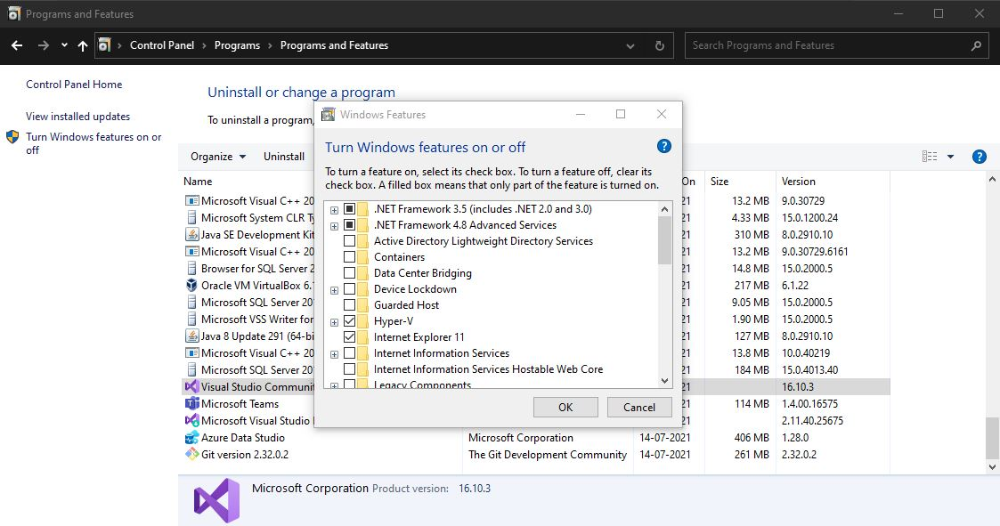 Programs and Features
Control Panel > Programs > Programs and Features
Search Programs and Features
Control Panel Home
View installed updates
Turn Windows features on or
off
Uninstall or change a program
To uninstall a program,
Organize
Uninstall
Name
On
Size
Version
Microsoft Visual C++ 20
21
13.2 MB
9.0.30729
Microsoft System CLR Ty
21
4.33 MB
15.0.1200.24
Java SE Development Kit
21
310 MB
8.0.2910.10
Microsoft Visual C++ 20
21
13.2 MB
9.0.30729.6161
Browser for SQL Server 2
21
14.8 MB
15.0.2000.5
Oracle VM VirtualBox 6.1
21
217 MB
6.1.22
Microsoft SQL Server 20
21
9.05 MB
15.0.2000.5
Microsoft VSS Writer for
21
1.90 MB
15.0.2000.5
Java 8 Update 291 (64-bi
21
127 MB
8.0.2910.10
Microsoft Visual C++ 20
21
13.8 MB
10.0.40219
Microsoft SQL Server 20
21
184 MB
15.0.4013.40
Visual Studio Communit
21
16.10.3
Microsoft Teams
21
114 MB
1.4.00.16575
Microsoft Visual Studio
21
2.11.40.25675
Azure Data Studio
Microsoft Corporation
14-07-2021
406 MB
1.28.0
Git version 2.32.0.2
The Git Development Community
14-07-2021
261 MB
2.32.0.2
Microsoft Corporation Product version: 16.10.3
Windows Features
Turn Windows features on or off
?
To turn a feature on, select its check box. To turn a feature off, clear its
check box. A filled box means that only part of the feature is turned on.
.NET Framework 3.5 (includes .NET 2.0 and 3.0)
.NET Framework 4.8 Advanced Services
Active Directory Lightweight Directory Services
Containers
Data Center Bridging
Device Lockdown
Guarded Host
Hyper-V
Internet Explorer 11
Internet Information Services
Internet Information Services Hostable Web Core
Legacy Components
OK
Cancel